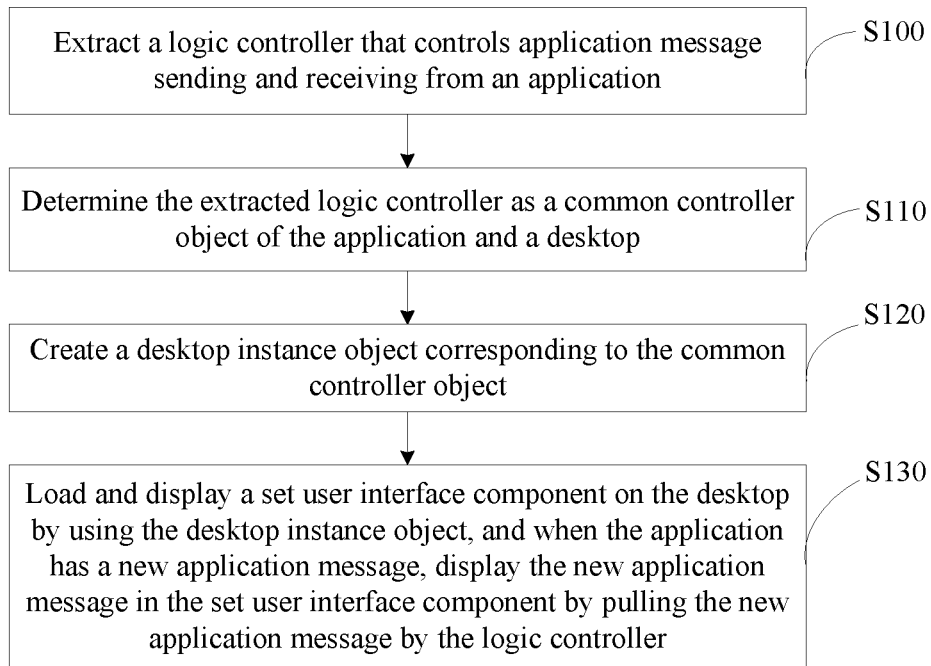 Extract a logic controller that controls application message
sending and receiving from an application
S100
Determine the extracted logic controller as a common controller
object of the application and a desktop
S110
Create a desktop instance object corresponding to the common
controller object
S120
Load and display a set user interface component on the desktop
by using the desktop instance object, and when the application
has a new application message, display the new application
message in the set user interface component by pulling the new
application message by the logic controller
S130